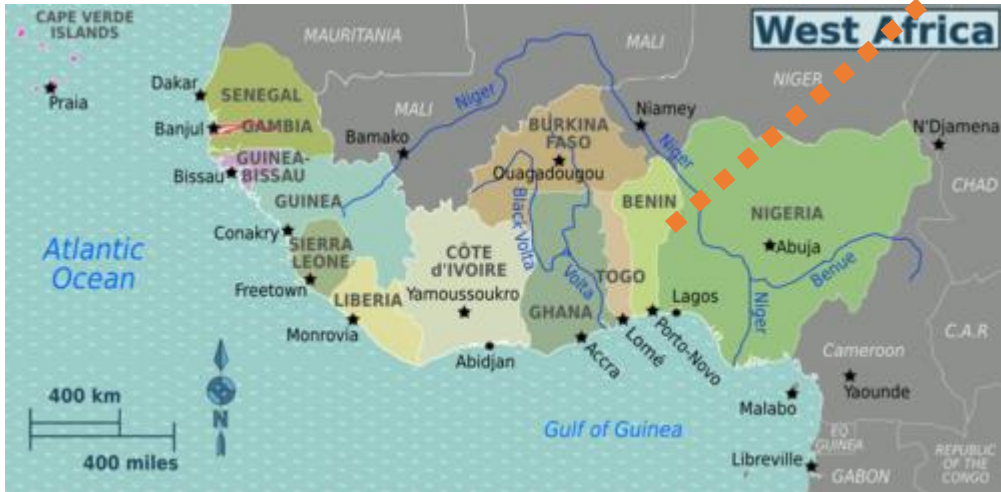 CAPE VERDE
ISLANDS
Praia
MAURITANIA
MALI
West Africa
NIGER
Dakar
SENEGAL
Banjul
GAMBIA
MALI
Niger
Bamako
BURKINA
FASO
Ouagadougou
Niamey
Niger
N'Djamena
CHAD
Bissau
GUINEA-
BISSAU
GUINEA
Conakry
SIERRA
LEONE
Freetown
LIBERIA
Monrovia
CÔTE
d'IVOIRE
Yamoussoukro
Abidjan
Black Volta
Volta
GHANA
Accra
TOGO
Lomé
BENIN
Porto-Novo
Lagos
NIGERIA
Abuja
Benue
Niger
Atlantic
Ocean
C.A.R
Cameroon
Yaounde
Malabo
Gulf of Guinea
EQ
GUINEA
Libreville
GABON
REPUBLIC
OF THE
CONGO
N
400 km
400 miles